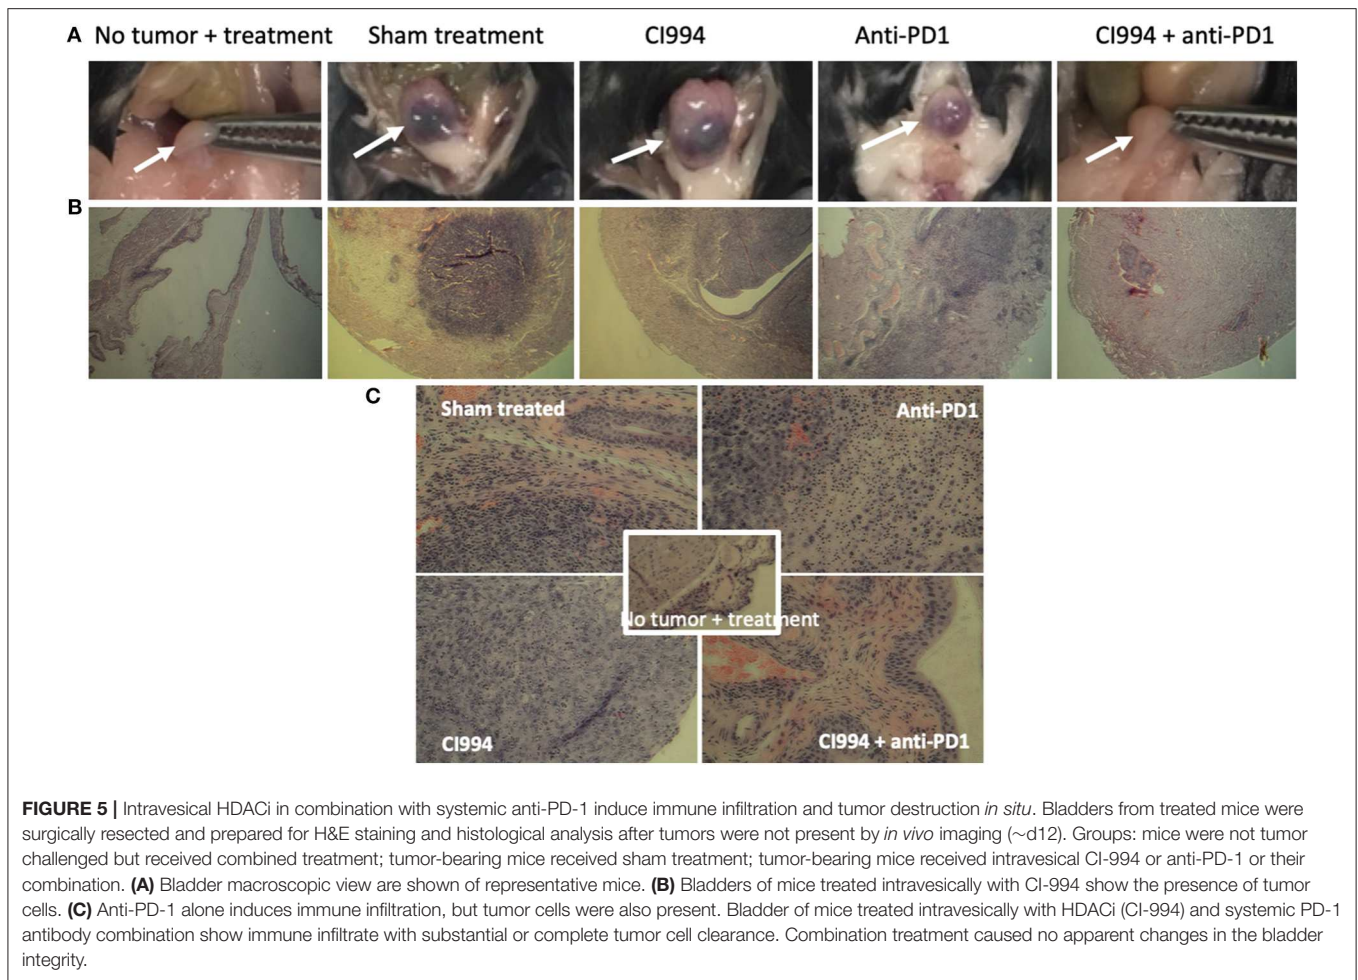 A No tumor + treatment Sham treatment CI994 Anti-PD1 CI994 + anti-PD1
B
C
Sham treated Anti-PD1
No tumor + treatment
CI994 CI994 + anti-PD1
FIGURE 5 | Intravesical HDACi in combination with systemic anti-PD-1 induce immune infiltration and tumor destruction in situ. Bladders from treated mice were
surgically resected and prepared for H&E staining and histological analysis after tumors were not present by in vivo imaging (∼d12). Groups: mice were not tumor
challenged but received combined treatment; tumor-bearing mice received sham treatment; tumor-bearing mice received intravesical CI-994 or anti-PD-1 or their
combination. (A) Bladder macroscopic view are shown of representative mice. (B) Bladders of mice treated intravesically with CI-994 show the presence of tumor
cells. (C) Anti-PD-1 alone induces immune infiltration, but tumor cells were also present. Bladder of mice treated intravesically with HDACi (CI-994) and systemic PD-1
antibody combination show immune infiltrate with substantial or complete tumor cell clearance. Combination treatment caused no apparent changes in the bladder
integrity.